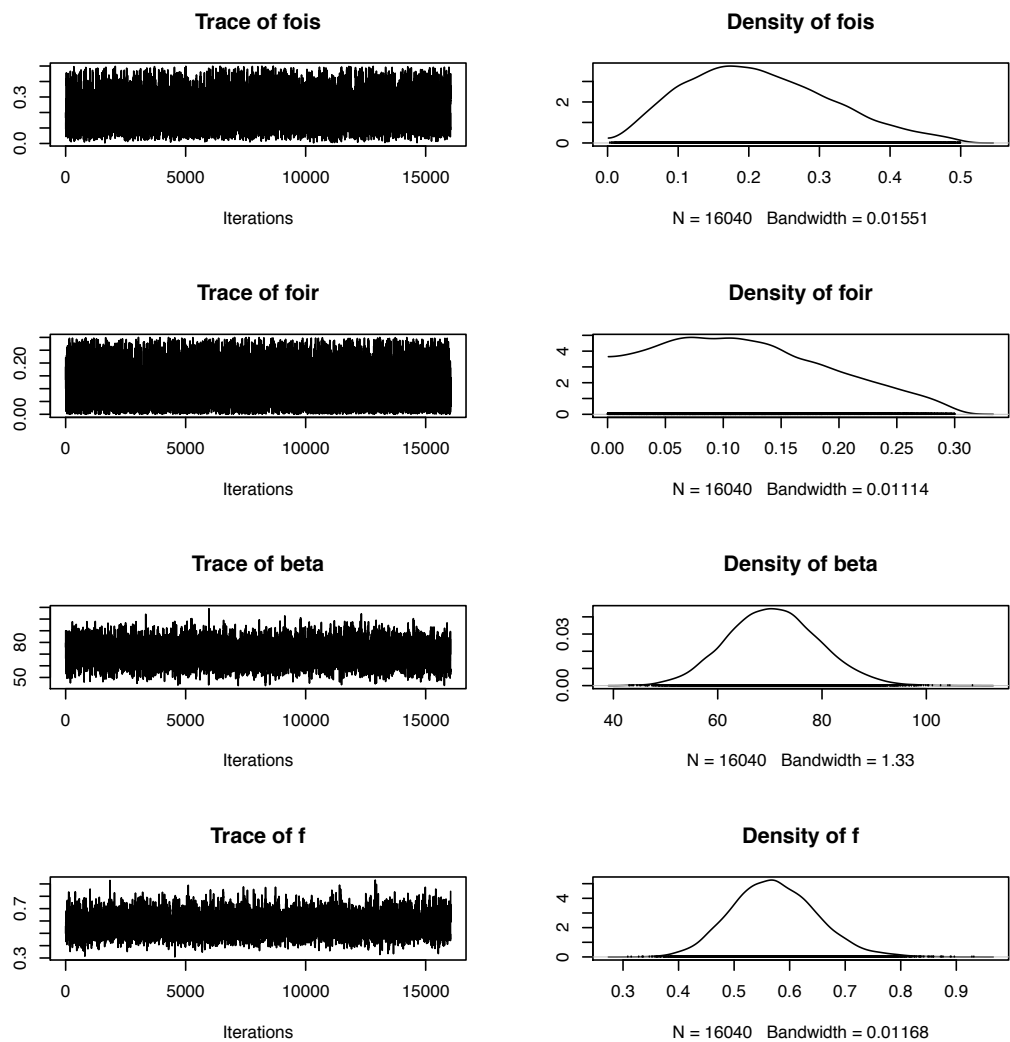 Trace of fois
Density of fois
0.0 0.3
0 5000 10000 15000
Iterations
0 2
0.0 0.1 0.2 0.3 0.4 0.5
N = 16040 Bandwidth = 0.01551
Trace of foir
Density of foir
0.00 0.20
0 5000 10000 15000
Iterations
0 2 4
0.00 0.05 0.10 0.15 0.20 0.25 0.30
N = 16040 Bandwidth = 0.01114
Trace of beta
Density of beta
50 80
0 5000 10000 15000
Iterations
0.00 0.03
40 60 80 100
N = 16040 Bandwidth = 1.33
Trace of f
Density of f
0.3 0.7
0 5000 10000 15000
Iterations
0 2 4
0.3 0.4 0.5 0.6 0.7 0.8 0.9
N = 16040 Bandwidth = 0.01168